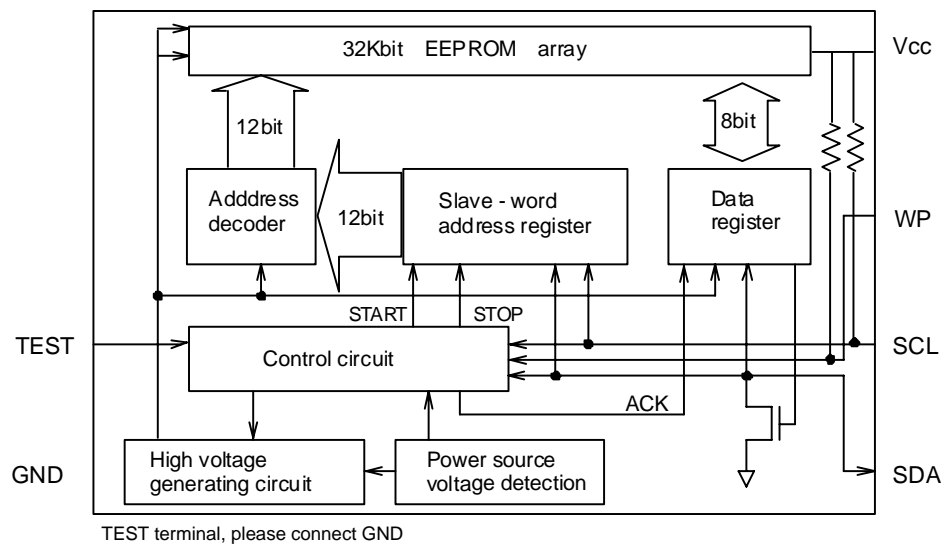 32Kbit EEPROM array
Vcc
12bit
8bit
Adddress
decoder
12bit
Slave - word
address register
Data
register
WP
START
STOP
TEST
Control circuit
SCL
ACK
GND
High voltage
generating circuit
Power source
voltage detection
SDA
TEST terminal, please connect GND